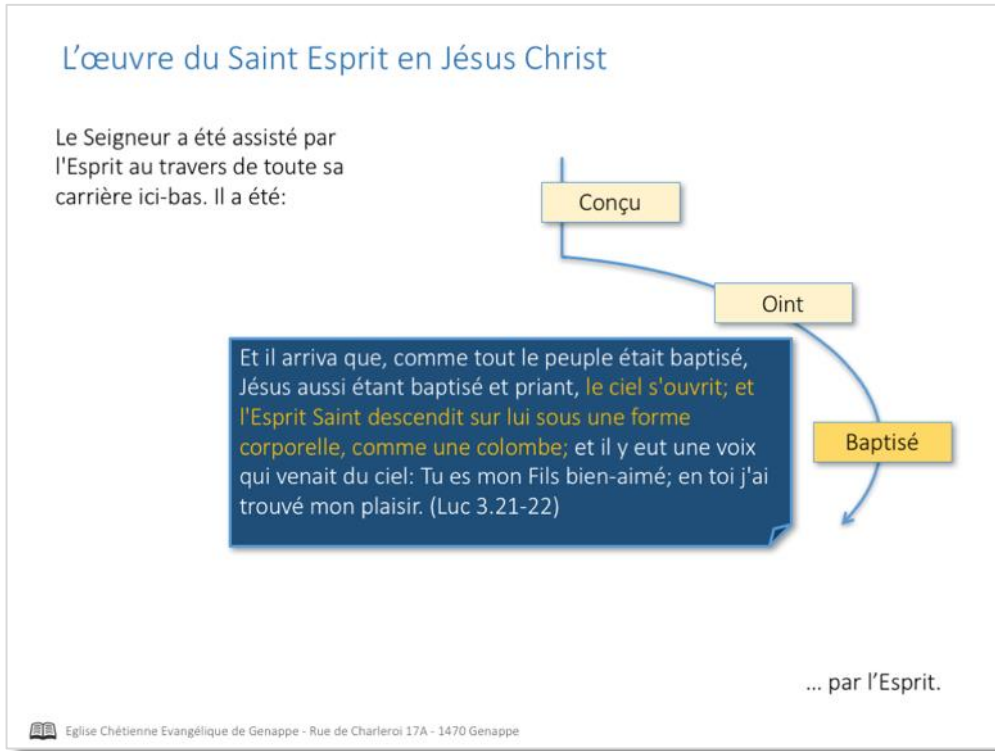 L'œuvre du Saint Esprit en Jésus Christ
Le Seigneur a été assisté par
l'Esprit au travers de toute sa
carrière ici-bas. Il a été:
Conçu
Oint
Et il arriva que, comme tout le peuple était baptisé,
Jésus aussi étant baptisé et priant, le ciel s'ouvrit; et
l'Esprit Saint descendit sur lui sous une forme
corporelle, comme une colombe; et il y eut une voix
qui venait du ciel: Tu es mon Fils bien-aimé; en toi j'ai
trouvé mon plaisir. (Luc 3.21-22)
Baptisé
... par l'Esprit.
Eglise Chétienne Evangélique de Genappe - Rue de Charleroi 17A - 1470 Genappe